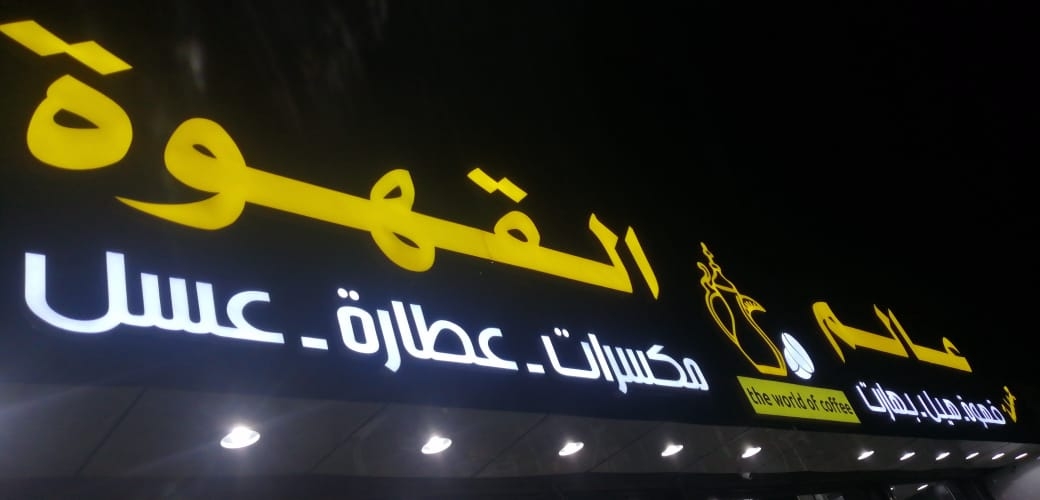 عالم القهوة
قهوة . هيل . بهارات
the world of coffee
مكسرات - عطارة - عسل